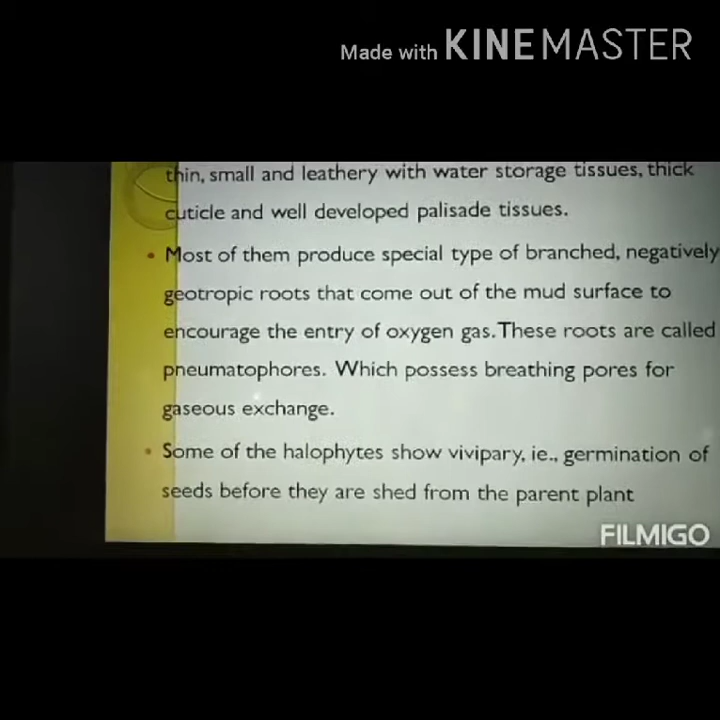 Made with KINEMASTER
thin, small and leathery with water storage tissues, thick
cuticle and well developed palisade tissues.
• Most of them produce special type of branched, negatively
geotropic roots that come out of the mud surface to
encourage the entry of oxygen gas. These roots are called
pneumatophores. Which possess breathing pores for
gaseous exchange.
• Some of the halophytes show vivipary, ie., germination of
seeds before they are shed from the parent plant
FILMIGO